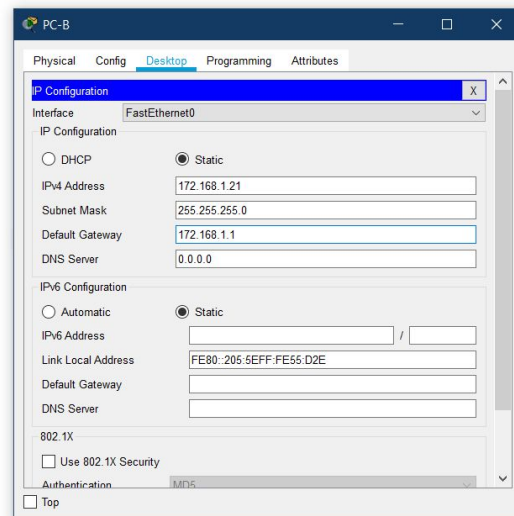 PC-B
Physical Config Desktop Programming Attributes
IP Configuration X
Interface FastEthernet0
IP Configuration
DHCP Static
IPv4 Address 172.168.1.21
Subnet Mask 255.255.255.0
Default Gateway 172.168.1.1
DNS Server 0.0.0.0
IPv6 Configuration
Automatic Static
IPv6 Address /
Link Local Address FE80::205:5EFF:FE55:D2E
Default Gateway
DNS Server
802.1X
Use 802.1X Security
Authentication MD5
Top